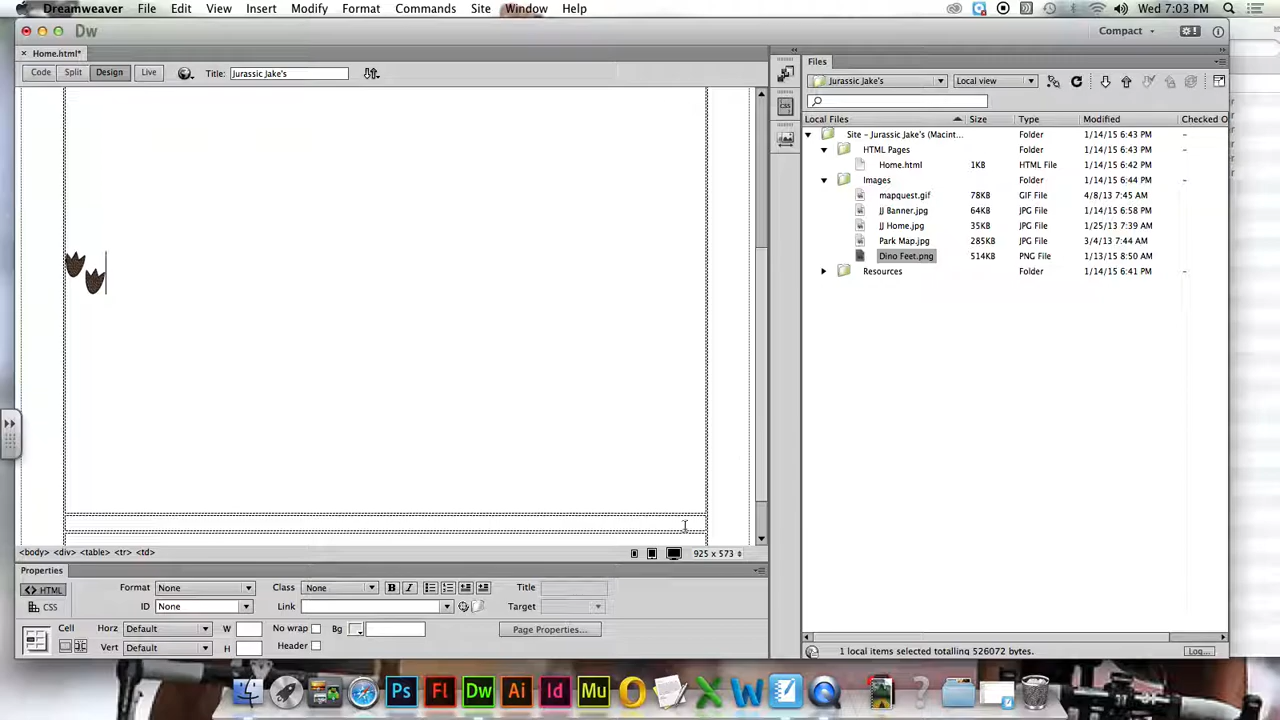 Dreamweaver File Edit View Insert Modify Format Commands Site Window Help Wed 7:03 PM
Dw Compact
× Home.html*
Code Split Design Live Title: Jurassic Jake's
<body> <div> <table> <tr> <td> 925 x 573
Properties
<> HTML Format None Class None B I Title
CSS ID None Link Target
Cell Horz Default W No wrap Bg Page Properties...
Vert Default H Header
Files
Jurassic Jake's Local view
Local Files Size Type Modified Checked O
Site - Jurassic Jake's (Macint... Folder 1/14/15 6:43 PM -
HTML Pages Folder 1/14/15 6:43 PM -
Home.html 1KB HTML File 1/14/15 6:42 PM
Images Folder 1/14/15 6:44 PM -
mapquest.gif 78KB GIF File 4/8/13 7:45 AM
JJ Banner.jpg 64KB JPG File 1/14/15 6:58 PM
JJ Home.jpg 35KB JPG File 1/25/13 7:39 AM
Park Map.jpg 285KB JPG File 3/4/13 7:44 AM
Dino Feet.png 514KB PNG File 1/13/15 8:50 AM
Resources Folder 1/14/15 6:41 PM -
1 local items selected totalling 526072 bytes. Log...
Ps Fl Dw Ai Id Mu